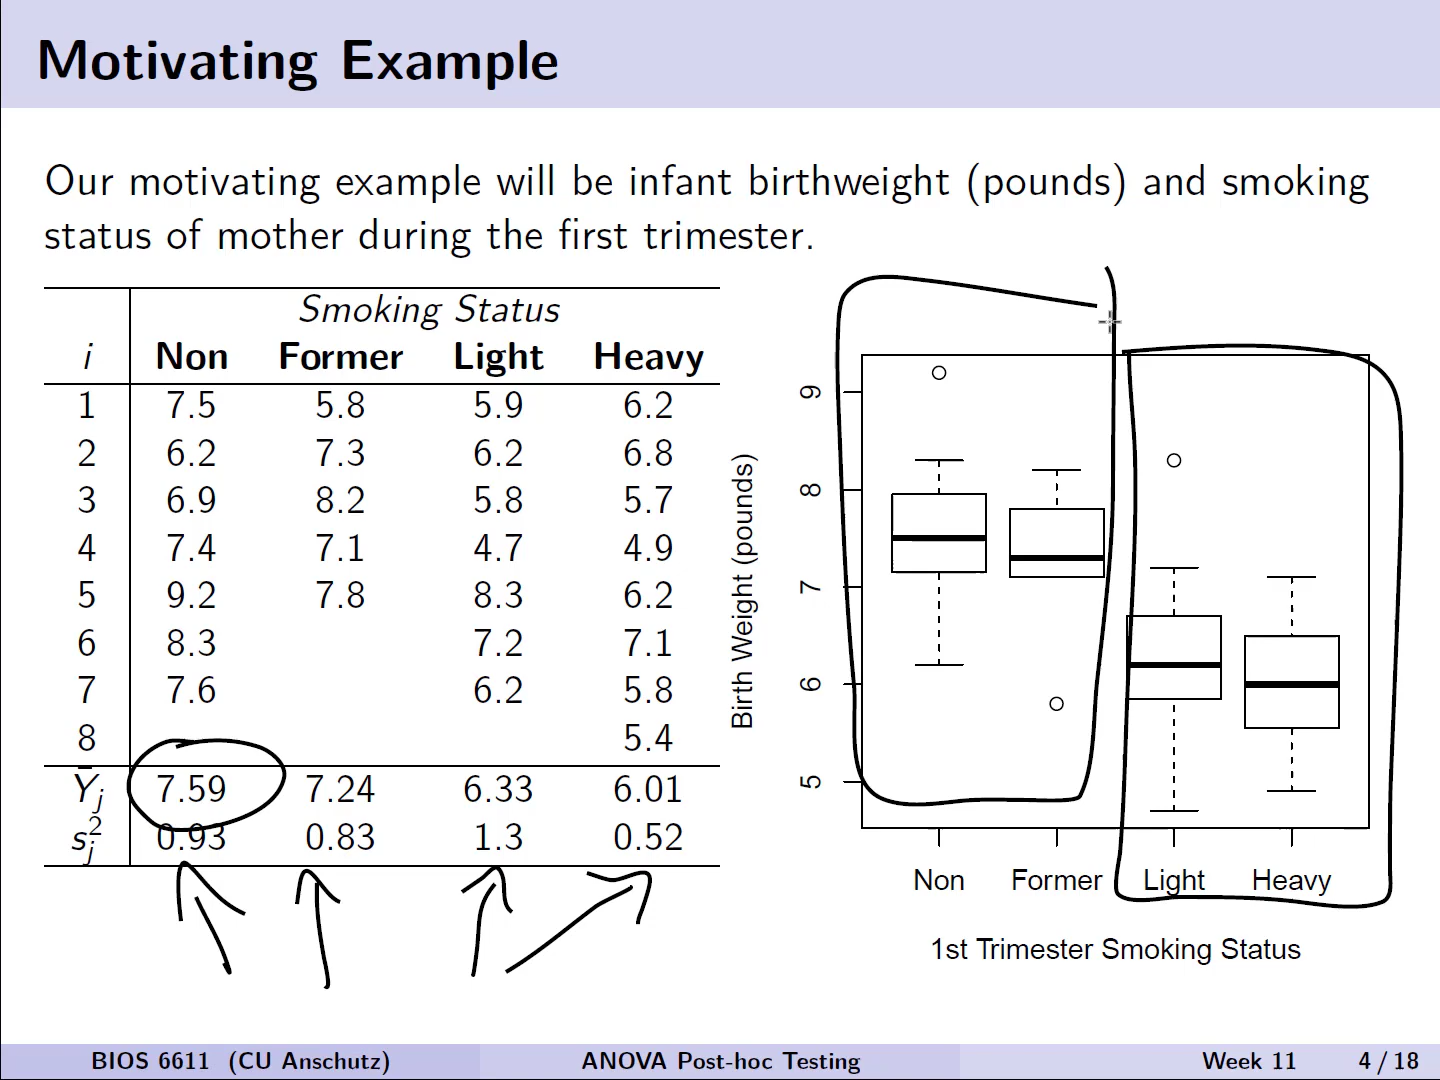 Motivating Example
Our motivating example will be infant birthweight (pounds) and smoking
status of mother during the first trimester.
Smoking Status
i Non Former Light Heavy
1 7.5 5.8 5.9 6.2
2 6.2 7.3 6.2 6.8
3 6.9 8.2 5.8 5.7
4 7.4 7.1 4.7 4.9
5 9.2 7.8 8.3 6.2
6 8.3 7.2 7.1
7 7.6 6.2 5.8
8 5.4
Ȳj 7.59 7.24 6.33 6.01
s²j 0.93 0.83 1.3 0.52
Birth Weight (pounds)
9
8
7
6
5
Non Former Light Heavy
1st Trimester Smoking Status
BIOS 6611 (CU Anschutz) ANOVA Post-hoc Testing Week 11 4 / 18